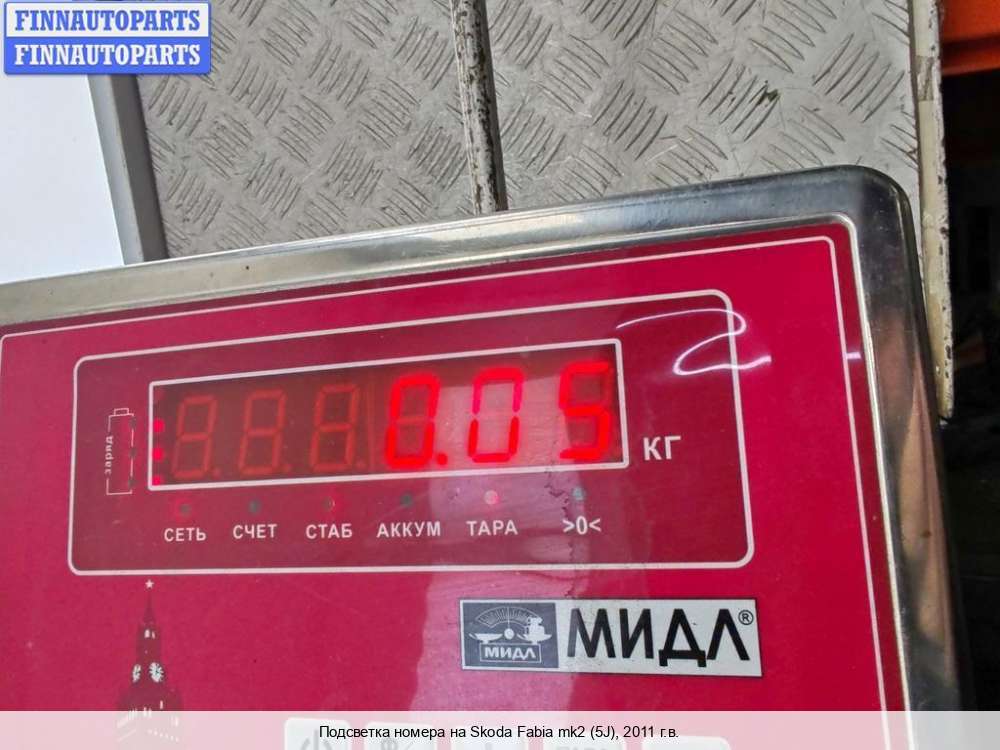 FINNAUTOPARTS
FINNAUTOPARTS
заряд
0.05
КГ
СЕТЬ СЧЕТ СТАБ АККУМ ТАРА >0<
МИДЛ МИДЛ®
Подсветка номера на Skoda Fabia mk2 (5J), 2011 г.в.